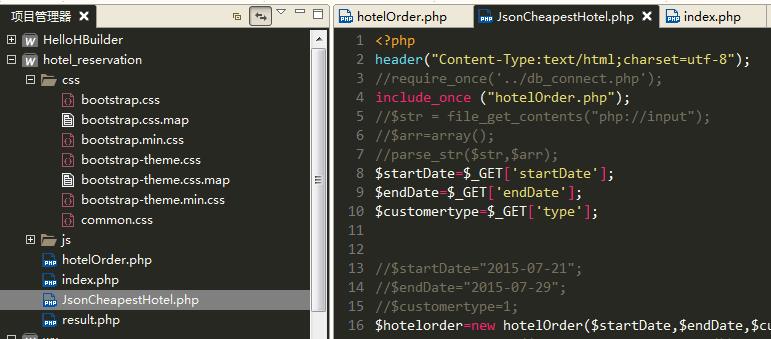 项目管理器
HelloHBuilder
hotel_reservation
css
bootstrap.css
bootstrap.css.map
bootstrap.min.css
bootstrap-theme.css
bootstrap-theme.css.map
bootstrap-theme.min.css
common.css
js
hotelOrder.php
index.php
JsonCheapestHotel.php
result.php
hotelOrder.php JsonCheapestHotel.php index.php
1 <?php
2 header("Content-Type:text/html;charset=utf-8");
3 //require_once('../db_connect.php');
4 include_once ("hotelOrder.php");
5 //$str = file_get_contents("php://input");
6 //$arr=array();
7 //parse_str($str,$arr);
8 $startDate=$_GET['startDate'];
9 $endDate=$_GET['endDate'];
10 $customertype=$_GET['type'];
11
12
13 //$startDate="2015-07-21";
14 //$endDate="2015-07-29";
15 //$customertype=1;
16 $hotelorder=new hotelOrder($startDate,$endDate,$cu